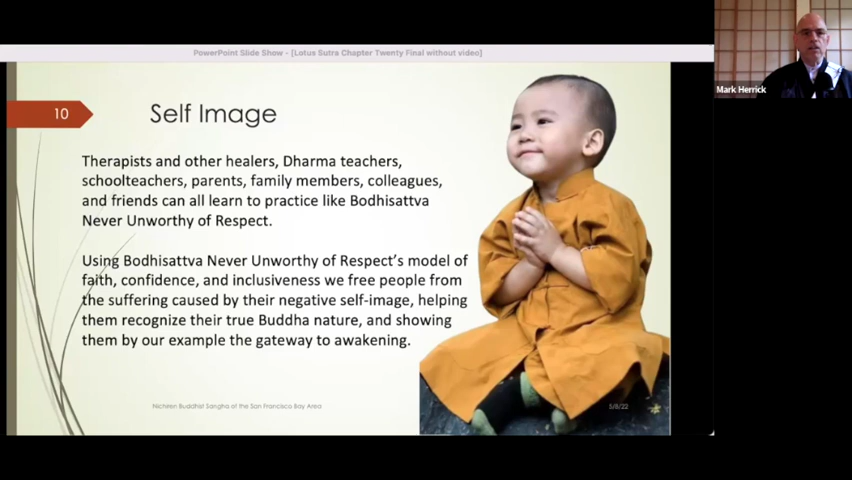 PowerPoint Slide Show - [Lotus Sutra Chapter Twenty Final without video]
Mark Herrick
10
Self Image
Therapists and other healers, Dharma teachers,
schoolteachers, parents, family members, colleagues,
and friends can all learn to practice like Bodhisattva
Never Unworthy of Respect.
Using Bodhisattva Never Unworthy of Respect's model of
faith, confidence, and inclusiveness we free people from
the suffering caused by their negative self-image, helping
them recognize their true Buddha nature, and showing
them by our example the gateway to awakening.
Nichiren Buddhist Sangha of the San Francisco Bay Area
5/8/22